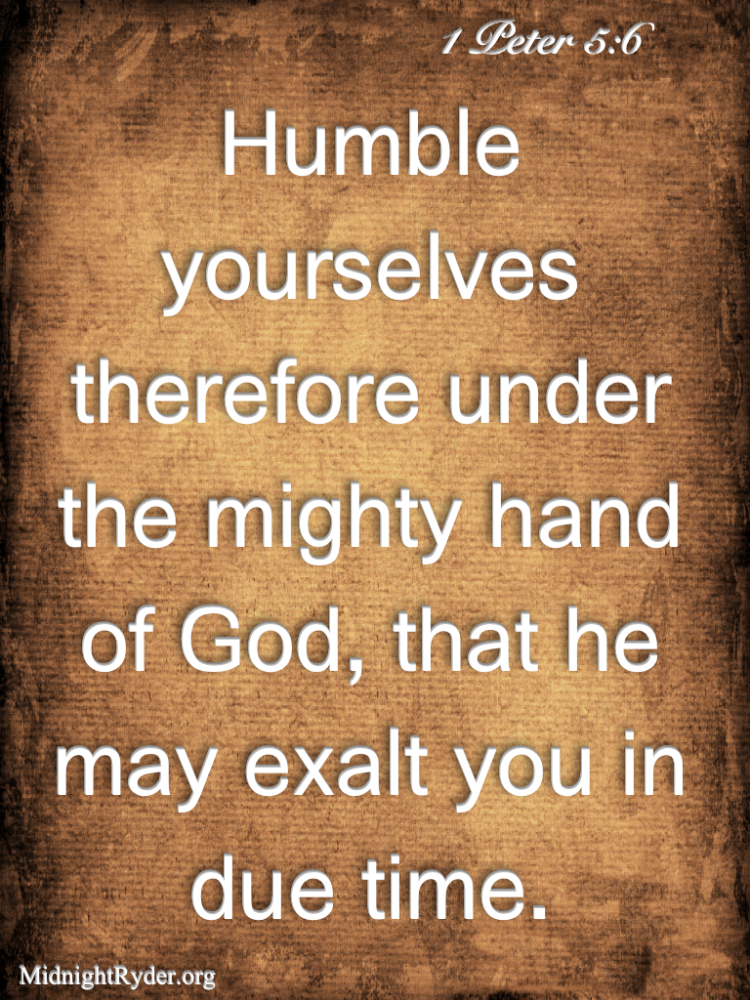 1 Peter 5:6
Humble
yourselves
therefore under
the mighty hand
of God, that he
may exalt you in
due time.
MidnightRyder.org